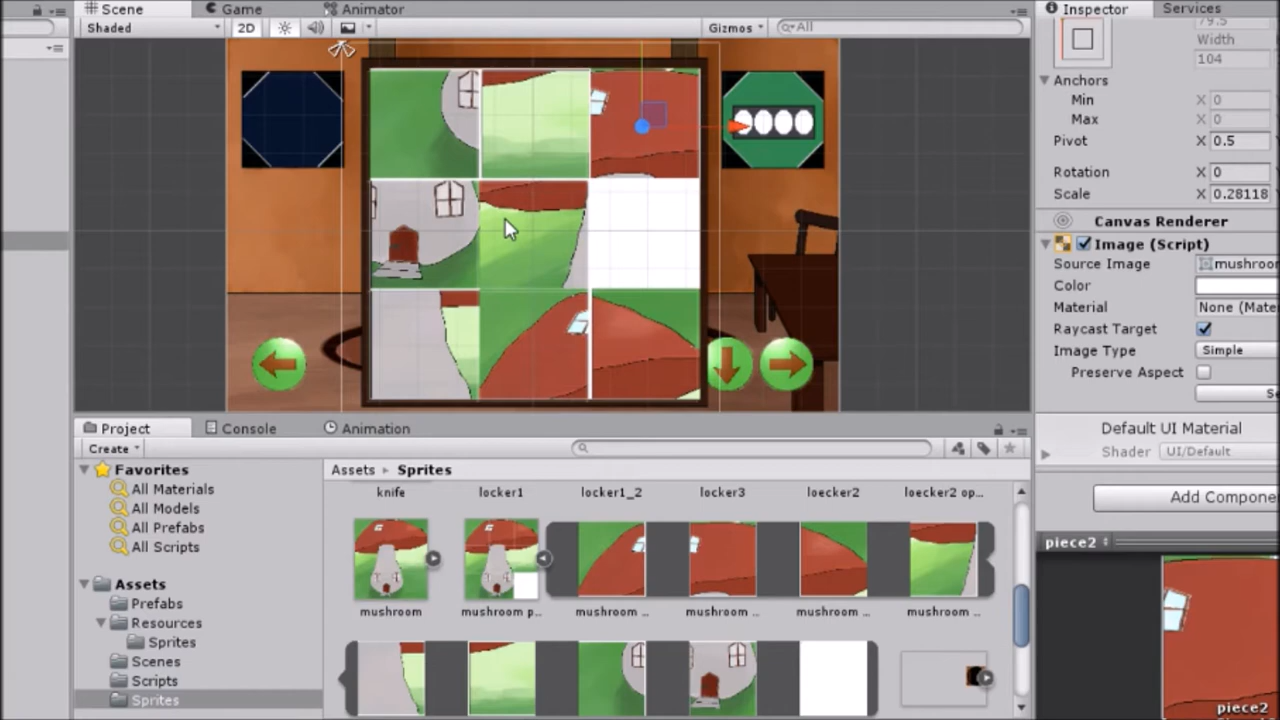 Scene Game Animator
Shaded 2D Gizmos All
Project Console Animation
Create
Favorites
All Materials
All Models
All Prefabs
All Scripts
Assets
Prefabs
Resources
Sprites
Scenes
Scripts
Sprites
Assets Sprites
knife locker1 locker1_2 locker3 loecker2 loecker2 op...
mushroom mushroom p... mushroom .. mushroom ... mushroom ... mushroom ...
Inspector Services
79.5
Width
104
Anchors
Min X 0
Max X 0
Pivot X 0.5
Rotation X 0
Scale X 0.28118
Canvas Renderer
Image (Script)
Source Image mushroo
Color
Material None (Mate
Raycast Target
Image Type Simple
Preserve Aspect
Se
Default UI Material
Shader UI/Default
Add Compone
piece2
piece2